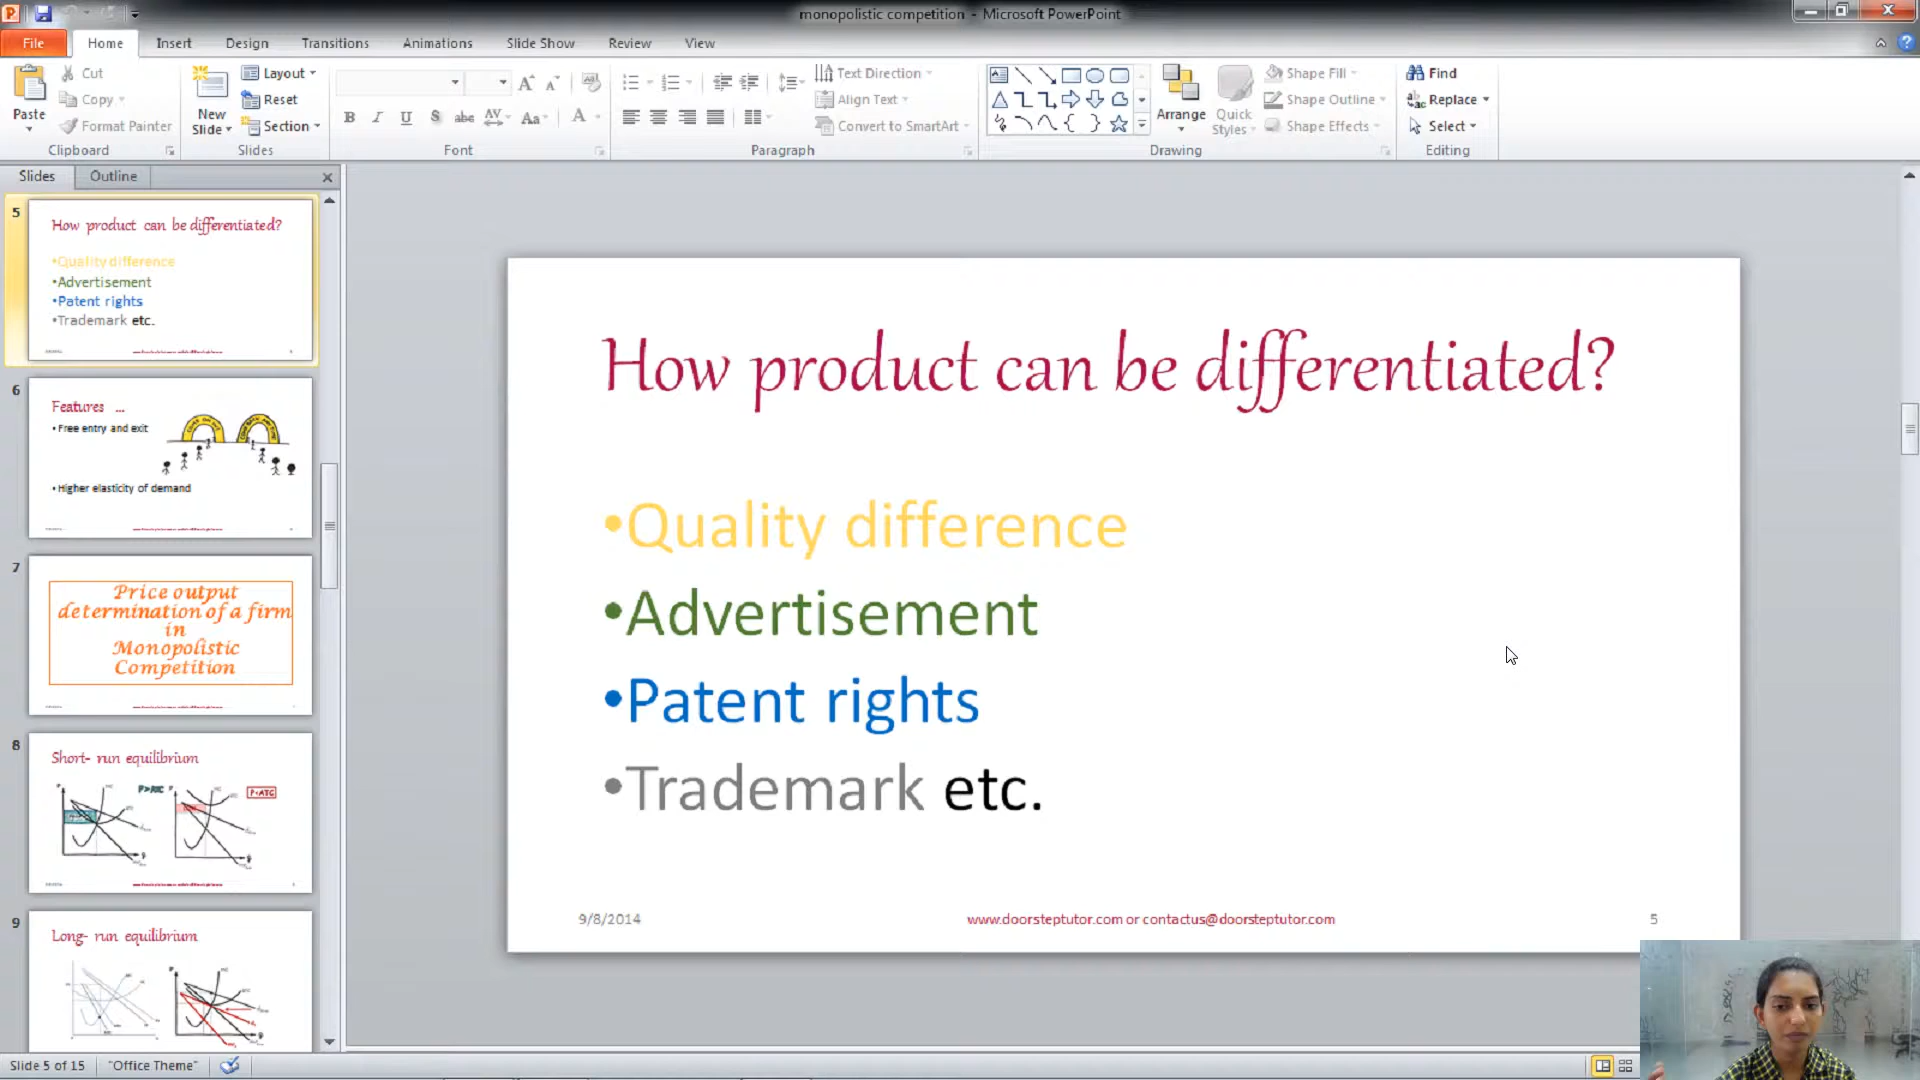 monopolistic competition - Microsoft PowerPoint
File Home Insert Design Transitions Animations Slide Show Review View
Paste
Cut
Copy
Format Painter
Clipboard
New Slide
Layout
Reset
Section
Slides
Font
Text Direction
Align Text
Convert to SmartArt
Paragraph
Arrange
Quick Styles
Shape Fill
Shape Outline
Shape Effects
Drawing
Find
Replace
Select
Editing
Slides Outline
5
How product can be differentiated?
•Quality difference
•Advertisement
•Patent rights
•Trademark etc.
6
Features ...
•Free entry and exit
•Higher elasticity of demand
7
Price output
determination of a firm
in
Monopolistic
Competition
8
Short- run equilibrium
P>ATC
P<ATC
9
Long- run equilibrium
How product can be differentiated?
•Quality difference
•Advertisement
•Patent rights
•Trademark etc.
9/8/2014 www.doorsteptutor.com or contactus@doorsteptutor.com 5
Slide 5 of 15 "Office Theme"